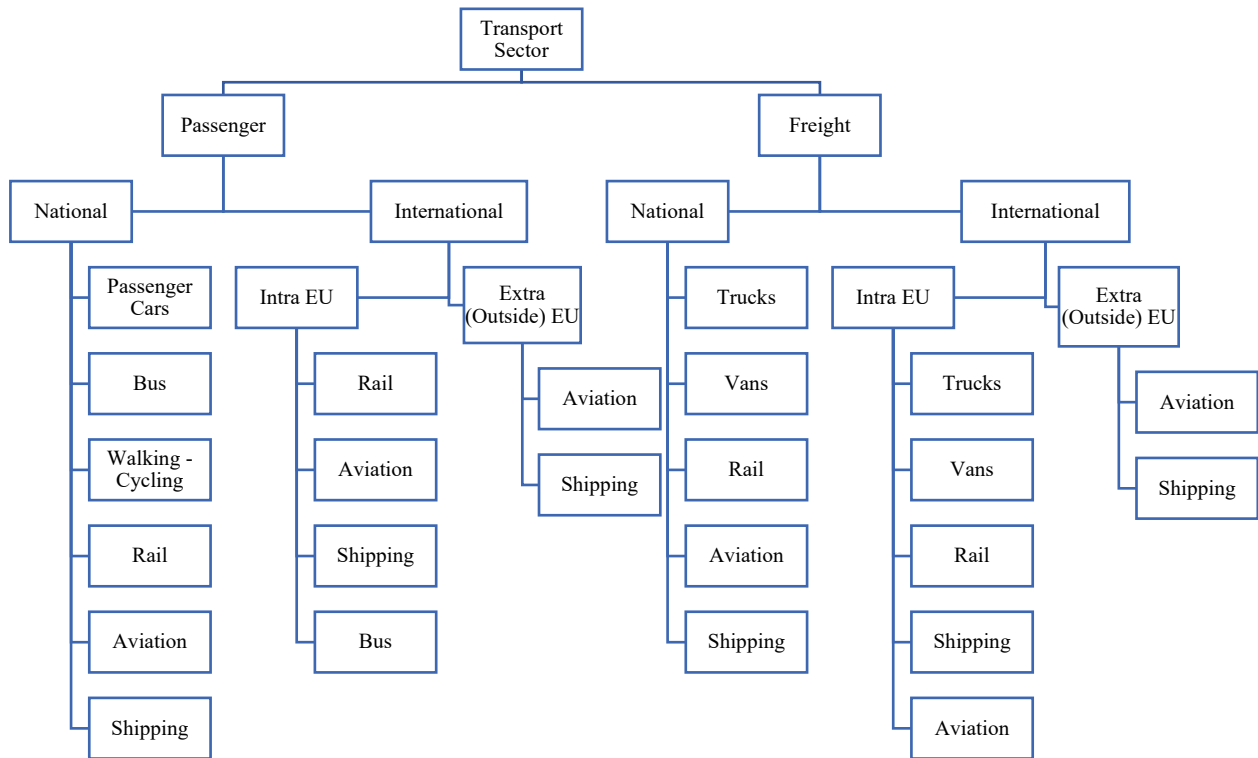 Transport
Sector
Passenger
Freight
National
International
National
International
Passenger
Cars
Bus
Walking -
Cycling
Rail
Aviation
Shipping
Intra EU
Rail
Aviation
Shipping
Bus
Extra
(Outside) EU
Aviation
Shipping
Trucks
Vans
Rail
Aviation
Shipping
Intra EU
Trucks
Vans
Rail
Shipping
Aviation
Extra
(Outside) EU
Aviation
Shipping